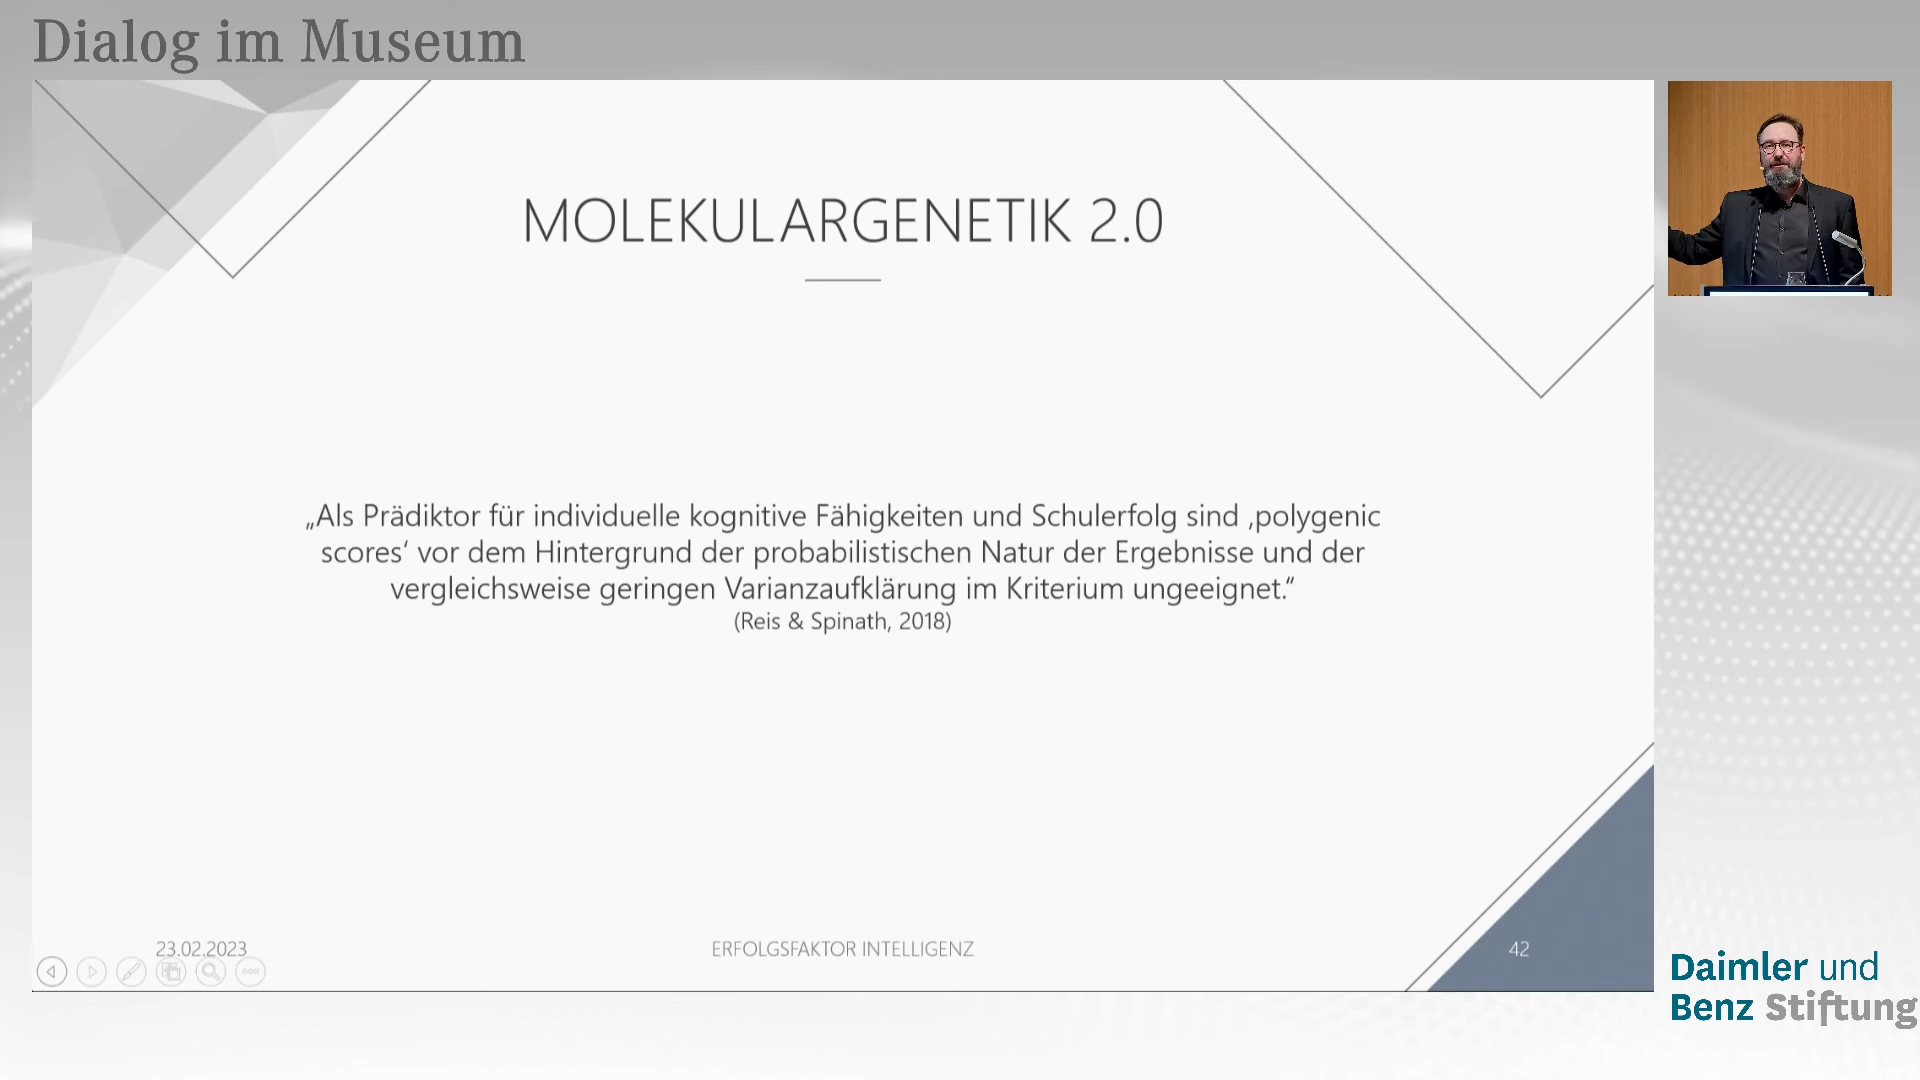 Dialog im Museum
MOLEKULARGENETIK 2.0
„Als Prädiktor für individuelle kognitive Fähigkeiten und Schulerfolg sind ‚polygenic
scores‘ vor dem Hintergrund der probabilistischen Natur der Ergebnisse und der
vergleichsweise geringen Varianzaufklärung im Kriterium ungeeignet.“
(Reis & Spinath, 2018)
23.02.2023
ERFOLGSFAKTOR INTELLIGENZ
42
Daimler und
Benz Stiftung